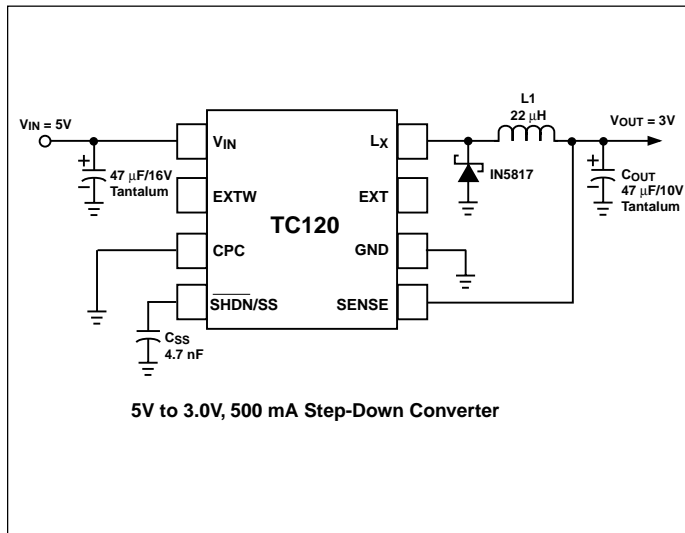 L1
22 µH
VIN = 5V
VOUT = 3V
VIN
LX
47 µF/16V
Tantalum
IN5817
COUT
47 µF/10V
Tantalum
EXTW
EXT
TC120
CPC
GND
SHDN/SS
SENSE
CSS
4.7 nF
5V to 3.0V, 500 mA Step-Down Converter